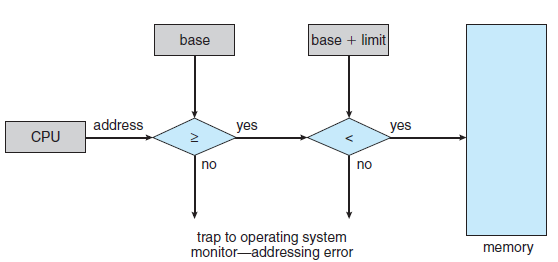 base
base + limit
CPU
address
≥
yes
<
yes
no
no
trap to operating system
monitor—addressing error
memory